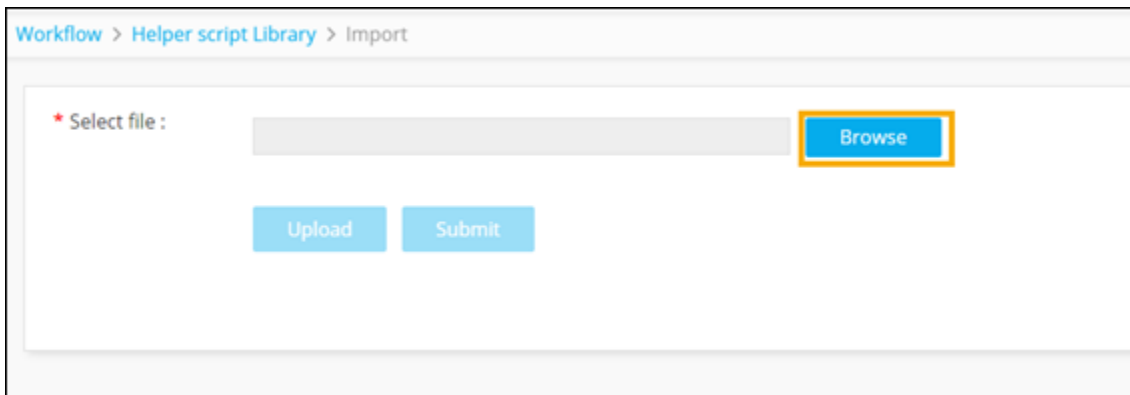 Workflow > Helper script Library > Import
* Select file :
Browse
Upload Submit